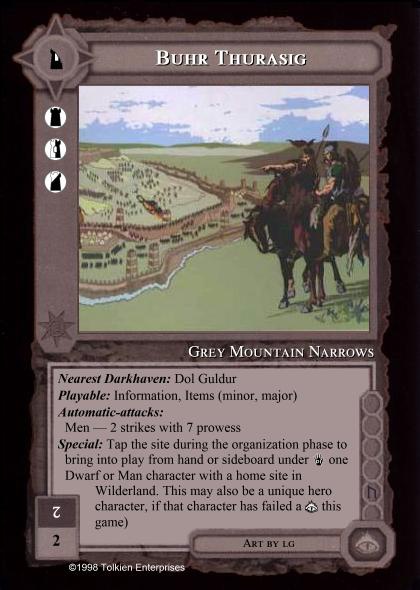 BUHR THURASIG
GREY MOUNTAIN NARROWS
Nearest Darkhaven: Dol Guldur
Playable: Information, Items (minor, major)
Automatic-attacks:
Men — 2 strikes with 7 prowess
Special: Tap the site during the organization phase to
bring into play from hand or sideboard under one
Dwarf or Man character with a home site in
Wilderland. This may also be a unique hero
character, if that character has failed a this
game)
2
2
ART BY LG
©1998 Tolkien Enterprises